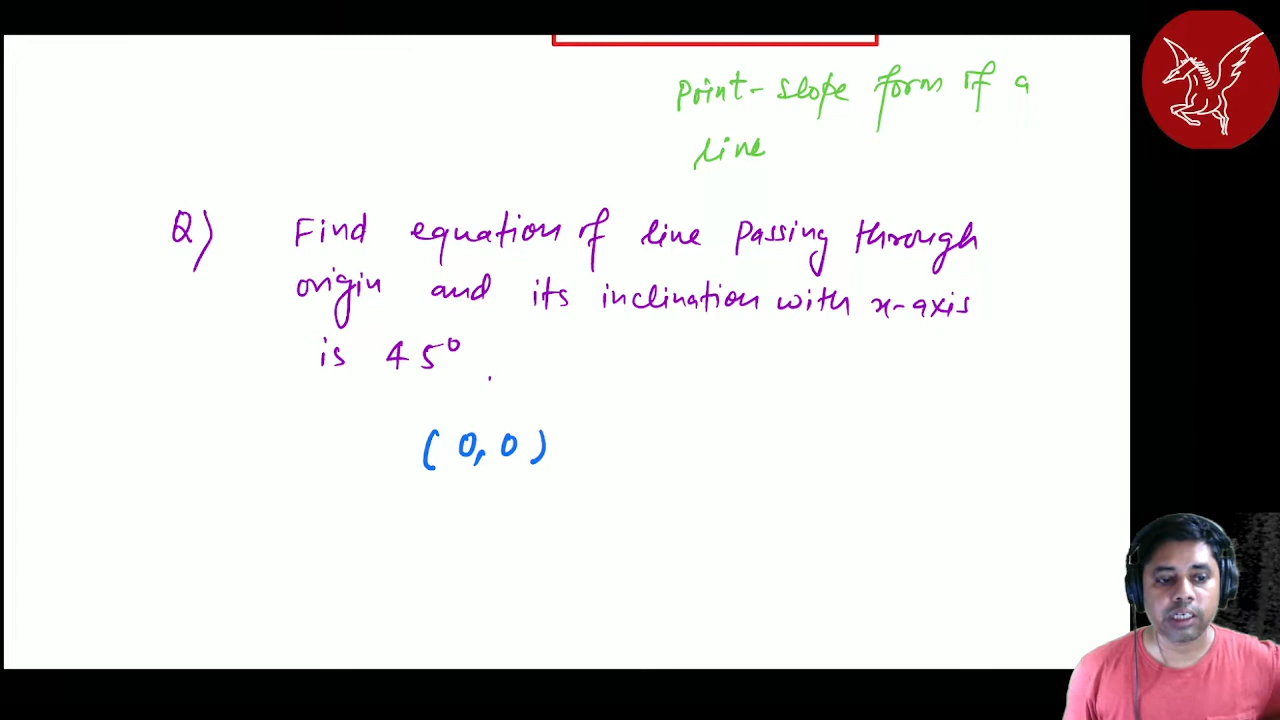 Point-slope form of a
line
Q) Find equation of line passing through
origin and its inclination with x-axis
is 45°.
(0,0)